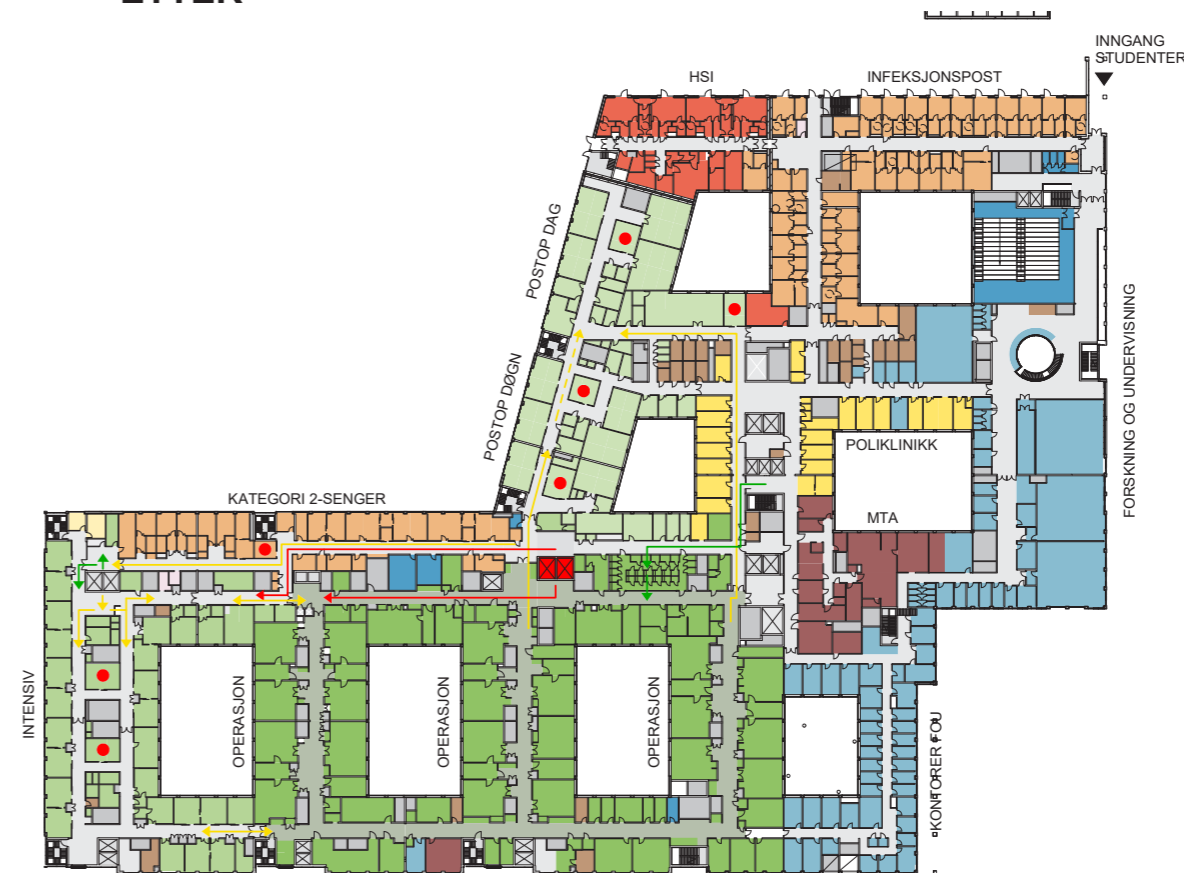 ETTER
INNGANG
STUDENTER
HSI
INFEKSJONSPOST
POSTOP DAG
POSTOP DØGN
FORSKNING OG UNDERVISNING
POLIKLINIKK
MTA
KATEGORI 2-SENGER
INTENSIV
OPERASJON
OPERASJON
OPERASJON
KONTORER FOU